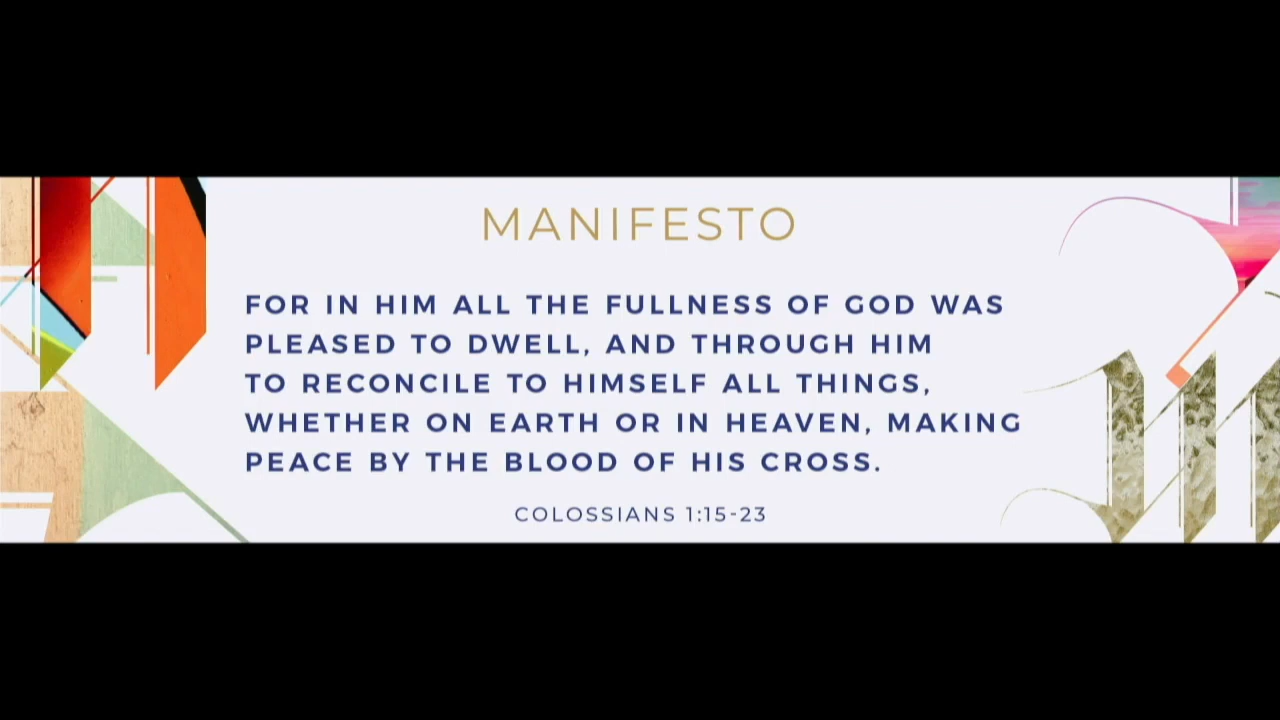 MANIFESTO
FOR IN HIM ALL THE FULLNESS OF GOD WAS
PLEASED TO DWELL, AND THROUGH HIM
TO RECONCILE TO HIMSELF ALL THINGS,
WHETHER ON EARTH OR IN HEAVEN, MAKING
PEACE BY THE BLOOD OF HIS CROSS.
COLOSSIANS 1:15-23